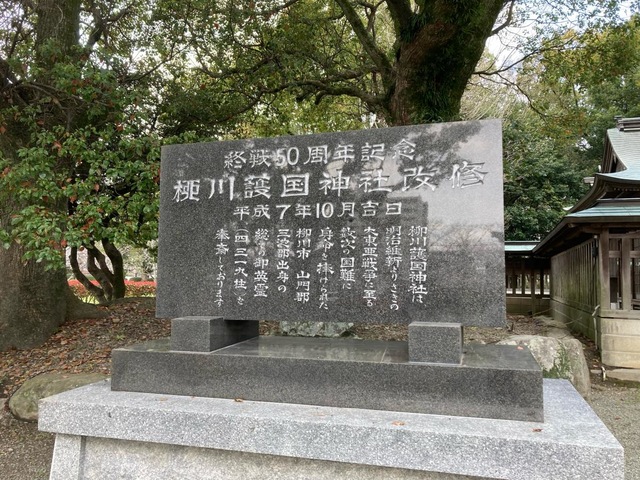 終戦50周年記念
柳川護国神社改修
平成7年10月吉日
柳川護国神社は
明治維新よりさきの
大東亜戦争に至る
数次の国難に
身命を捧げられた
柳川市 山門郡
三潴郡出身の
総ての御英霊
(四三一八柱)を
奉斎しております